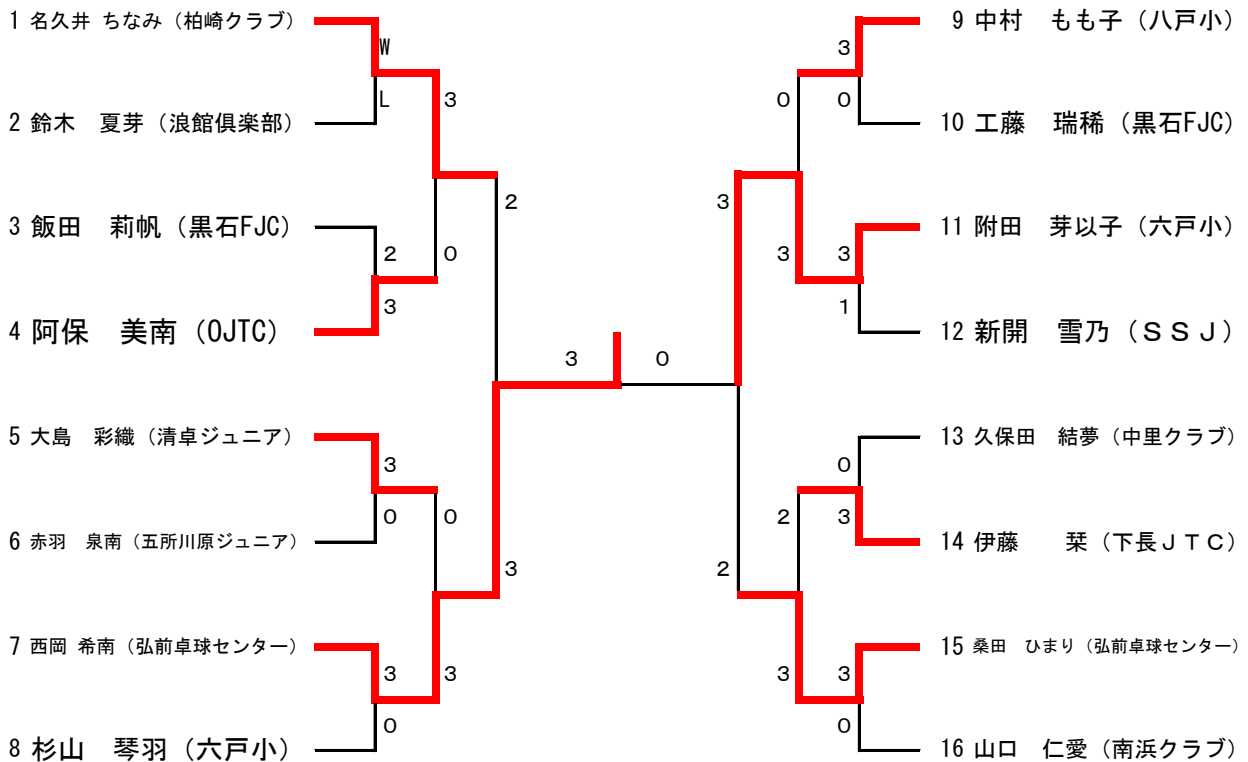 1 名久井 ちなみ（柏崎クラブ）
W
L
2 鈴木　夏芽（浪館倶楽部）
3
3 飯田　莉帆（黒石FJC）
2
3
0
4 阿保　美南（OJTC）
2
5 大島　彩織（清卓ジュニア）
3
0
6 赤羽　泉南（五所川原ジュニア）
0
7 西岡 希南（弘前卓球センター）
3
0
8 杉山　琴羽（六戸小）
3
3
3
0
9 中村　もも子（八戸小）
3
0
10 工藤　瑞稀（黒石FJC）
0
11 附田　芽以子（六戸小）
3
1
12 新開　雪乃（ＳＳＪ）
3
3
13 久保田　結夢（中里クラブ）
0
3
14 伊藤　　栞（下長ＪＴＣ）
2
15 桑田　ひまり（弘前卓球センター）
3
0
16 山口　仁愛（南浜クラブ）
3
2